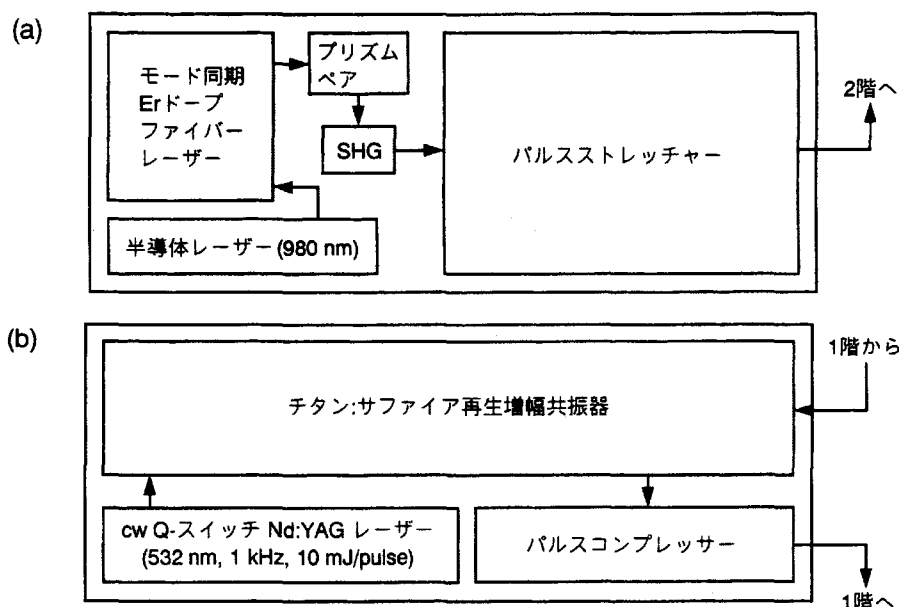 (a)
モード同期
Erドープ
ファイバー
レーザー
プリズム
ペア
SHG
パルスストレッチャー
2階へ
半導体レーザー (980 nm)
(b)
1階から
チタン:サファイア再生増幅共振器
cw Q-スイッチ Nd:YAG レーザー
(532 nm, 1 kHz, 10 mJ/pulse)
パルスコンプレッサー
1階へ